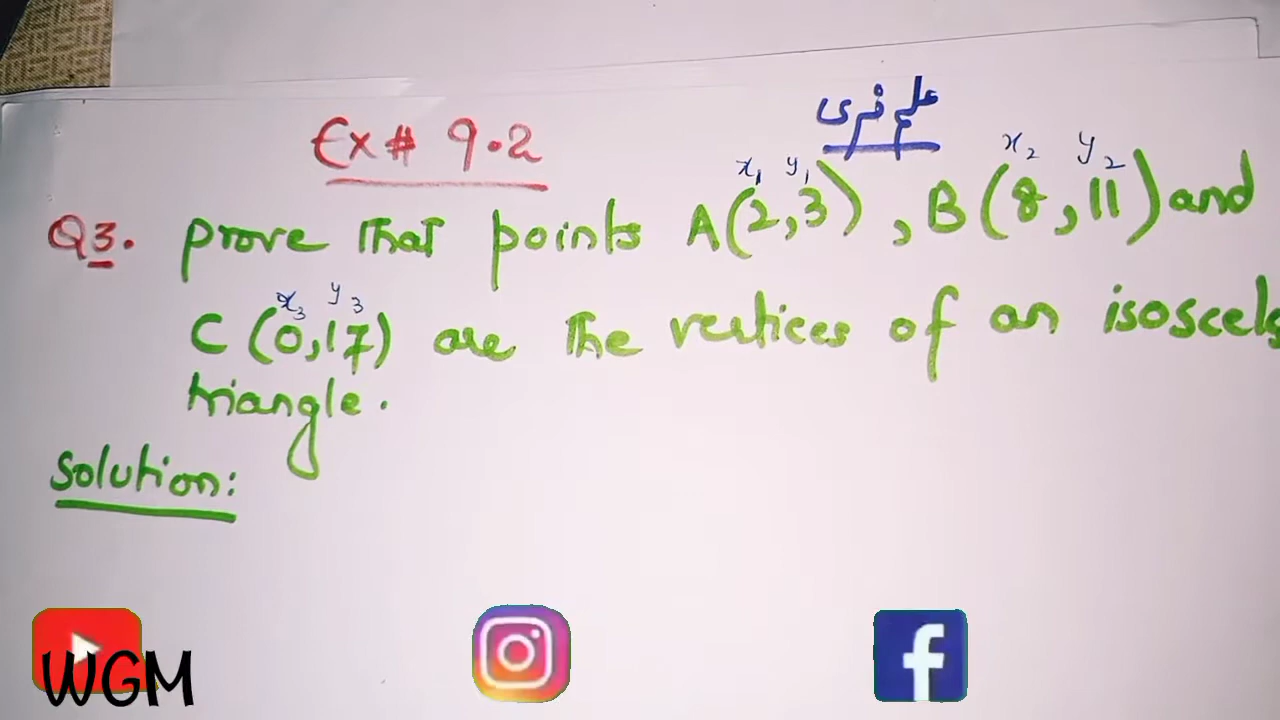 Ex# 9.2
علم فری
x₁ y₁ x₂ y₂
Q3. prove that points A(2,3), B(8,11) and
x₃ y₃
C(0,17) are the vertices of an isoscels
triangle.
Solution:
WGM